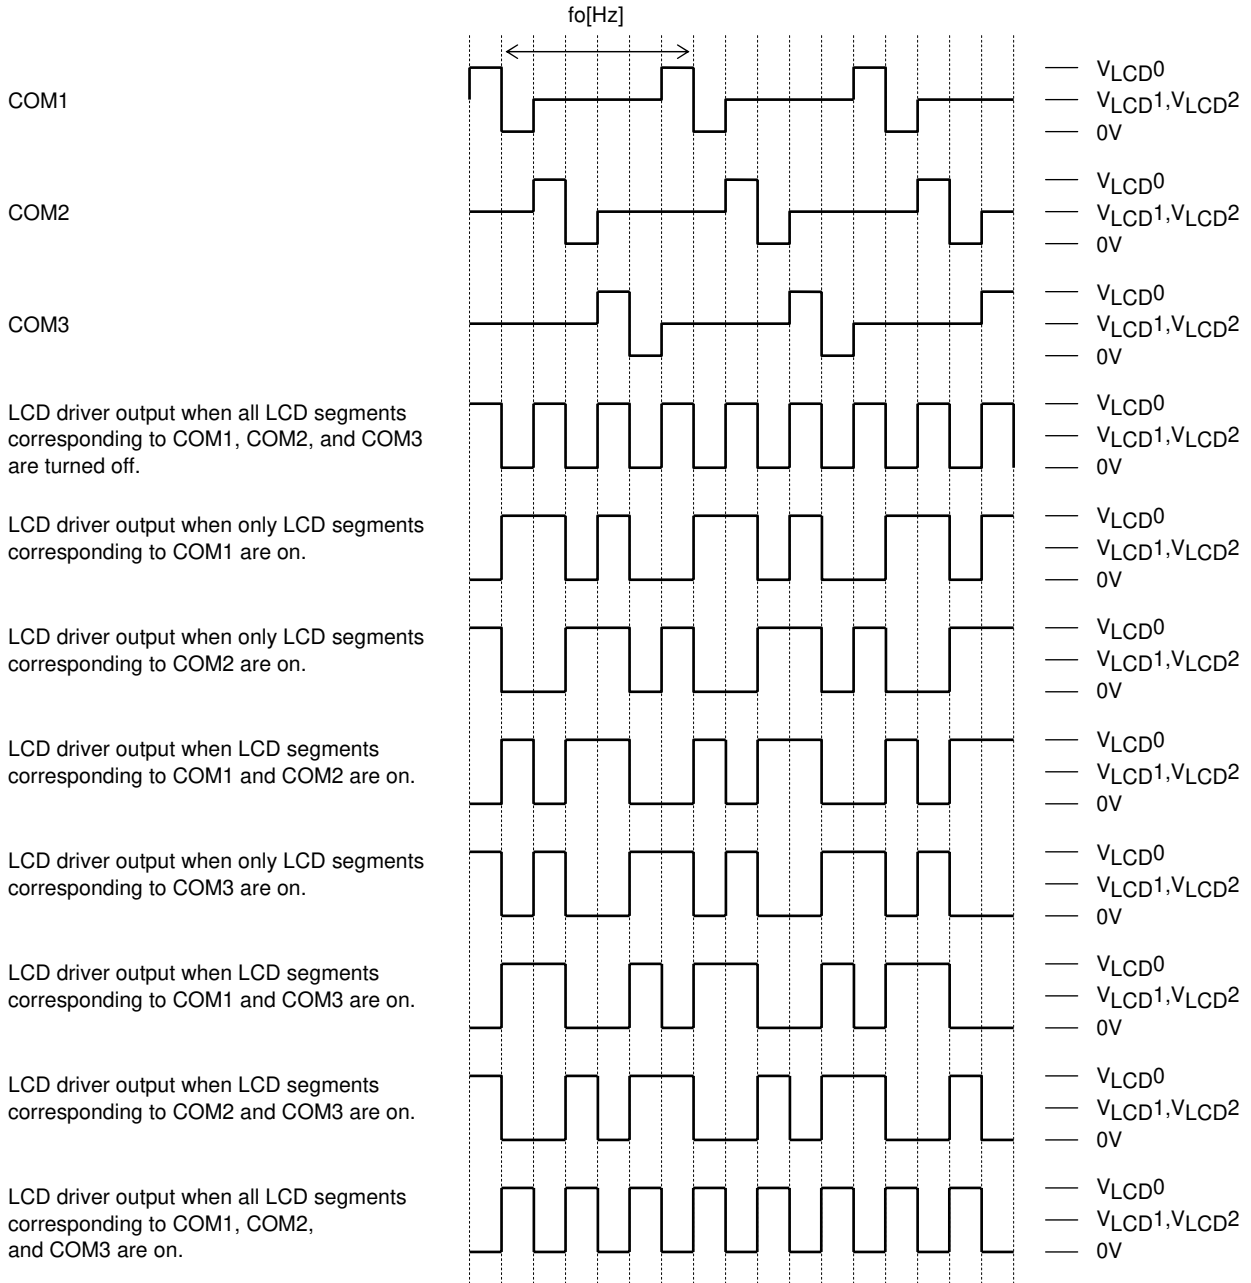 fo[Hz]
COM1
VLCD0
VLCD1,VLCD2
0V
COM2
VLCD0
VLCD1,VLCD2
0V
COM3
VLCD0
VLCD1,VLCD2
0V
LCD driver output when all LCD segments
corresponding to COM1, COM2, and COM3
are turned off.
VLCD0
VLCD1,VLCD2
0V
LCD driver output when only LCD segments
corresponding to COM1 are on.
VLCD0
VLCD1,VLCD2
0V
LCD driver output when only LCD segments
corresponding to COM2 are on.
VLCD0
VLCD1,VLCD2
0V
LCD driver output when LCD segments
corresponding to COM1 and COM2 are on.
VLCD0
VLCD1,VLCD2
0V
LCD driver output when only LCD segments
corresponding to COM3 are on.
VLCD0
VLCD1,VLCD2
0V
LCD driver output when LCD segments
corresponding to COM1 and COM3 are on.
VLCD0
VLCD1,VLCD2
0V
LCD driver output when LCD segments
corresponding to COM2 and COM3 are on.
VLCD0
VLCD1,VLCD2
0V
LCD driver output when all LCD segments
corresponding to COM1, COM2,
and COM3 are on.
VLCD0
VLCD1,VLCD2
0V